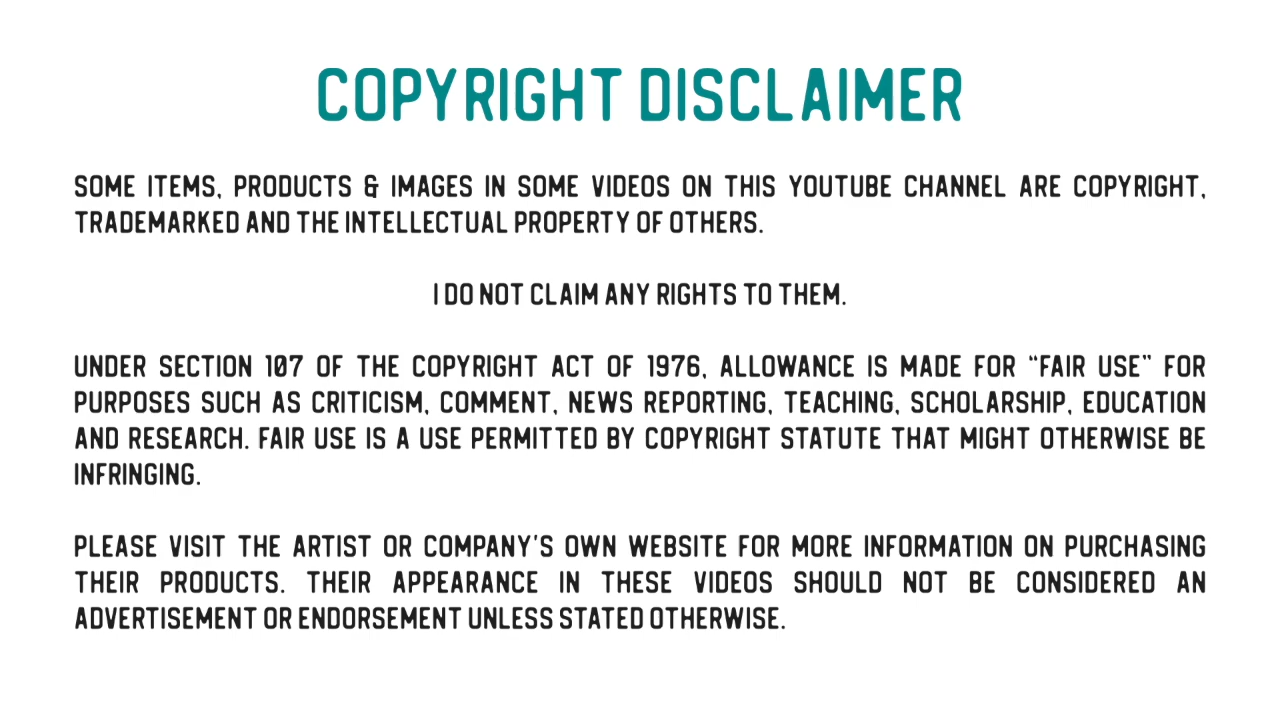 COPYRIGHT DISCLAIMER
SOME ITEMS, PRODUCTS & IMAGES IN SOME VIDEOS ON THIS YOUTUBE CHANNEL ARE COPYRIGHT,
TRADEMARKED AND THE INTELLECTUAL PROPERTY OF OTHERS.
I DO NOT CLAIM ANY RIGHTS TO THEM.
UNDER SECTION 107 OF THE COPYRIGHT ACT OF 1976, ALLOWANCE IS MADE FOR “FAIR USE” FOR
PURPOSES SUCH AS CRITICISM, COMMENT, NEWS REPORTING, TEACHING, SCHOLARSHIP, EDUCATION
AND RESEARCH. FAIR USE IS A USE PERMITTED BY COPYRIGHT STATUTE THAT MIGHT OTHERWISE BE
INFRINGING.
PLEASE VISIT THE ARTIST OR COMPANY'S OWN WEBSITE FOR MORE INFORMATION ON PURCHASING
THEIR PRODUCTS. THEIR APPEARANCE IN THESE VIDEOS SHOULD NOT BE CONSIDERED AN
ADVERTISEMENT OR ENDORSEMENT UNLESS STATED OTHERWISE.